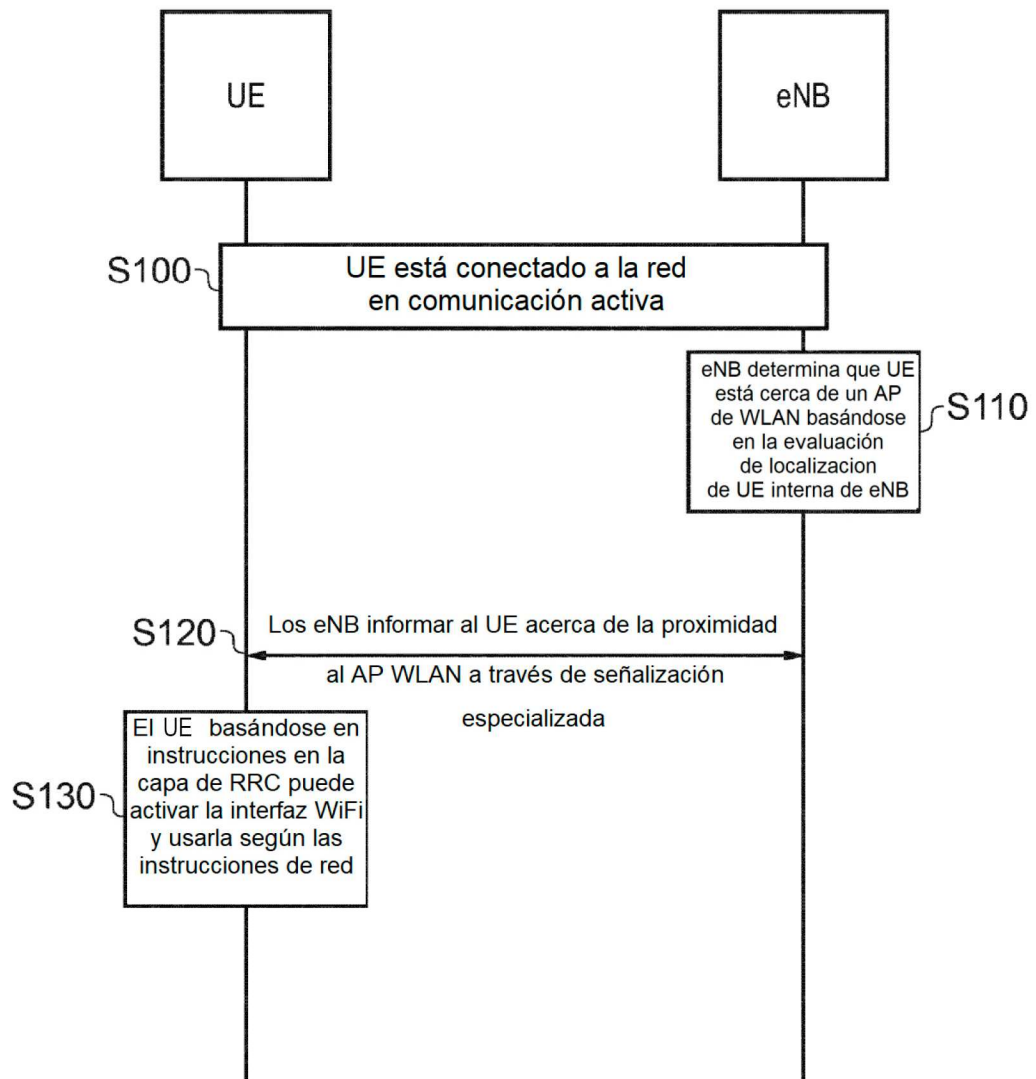 UE
eNB
S100
UE está conectado a la red
en comunicación activa
eNB determina que UE
está cerca de un AP
de WLAN basándose
en la evaluación
de localizacion
de UE interna de eNB
S110
S120
Los eNB informar al UE acerca de la proximidad
al AP WLAN a través de señalización
especializada
S130
El UE basándose en
instrucciones en la
capa de RRC puede
activar la interfaz WiFi
y usarla según las
instrucciones de red